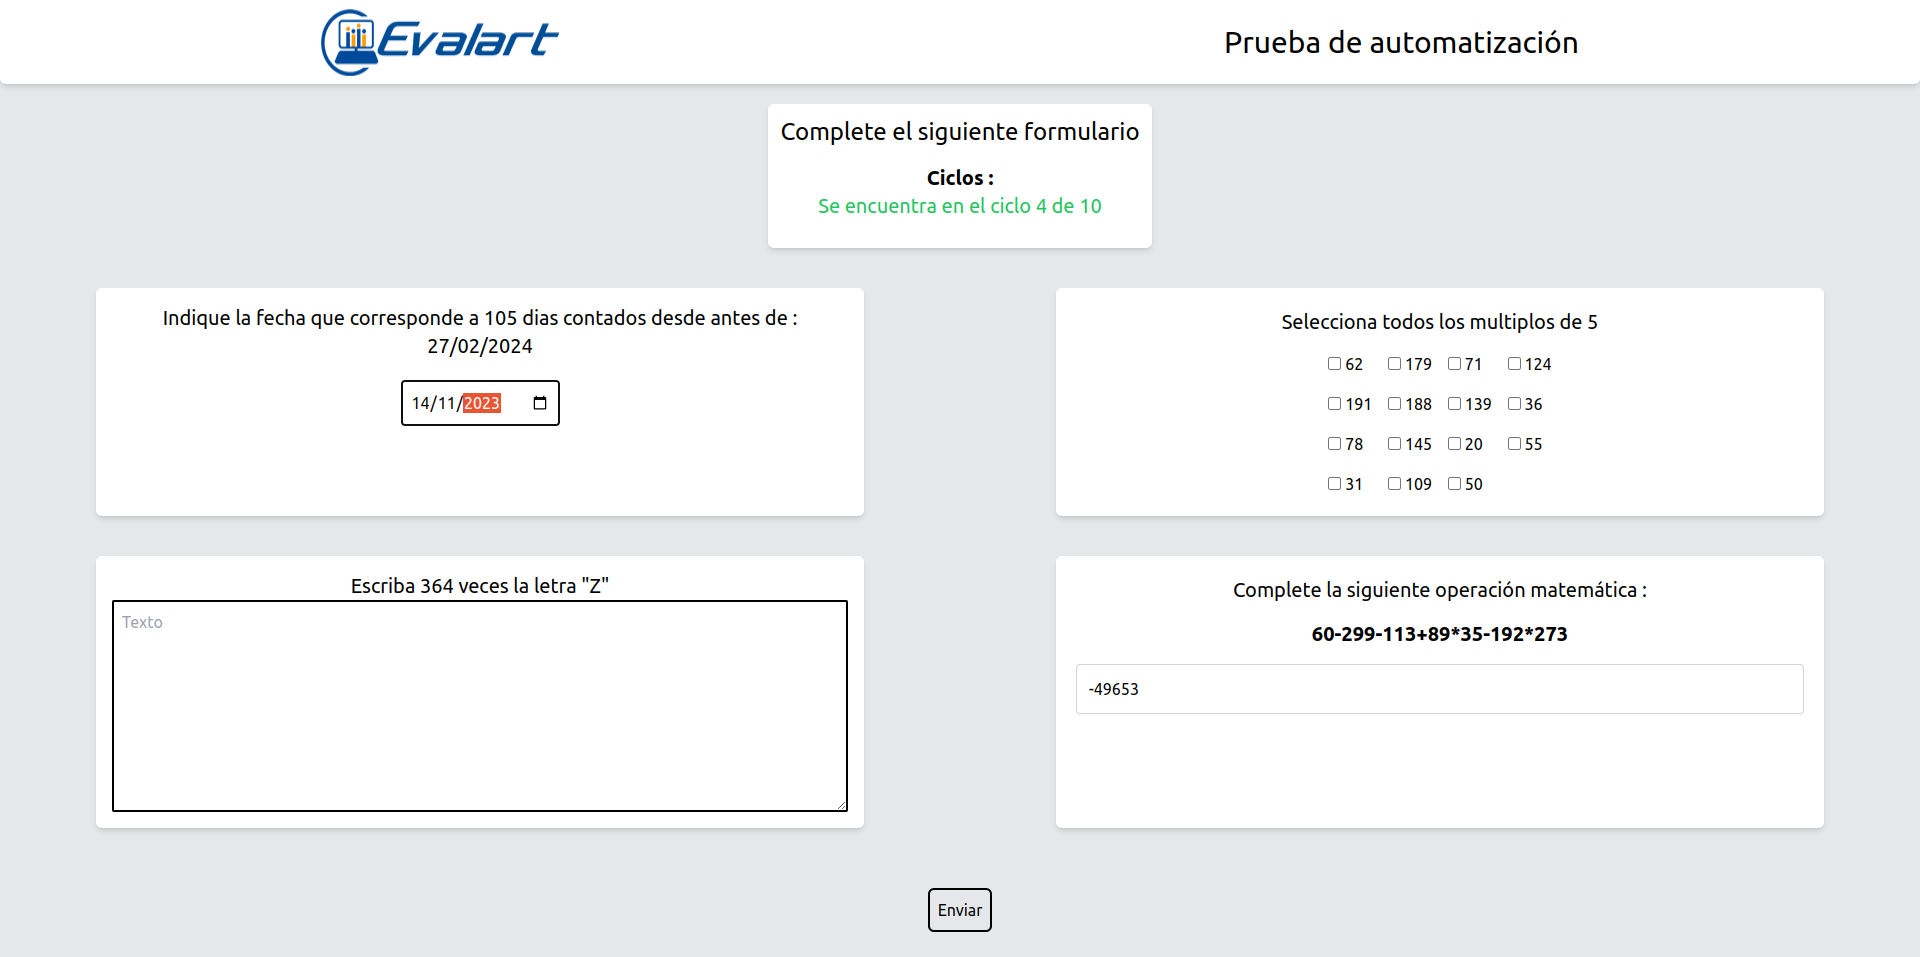 Evalart
Prueba de automatización
Complete el siguiente formulario
Ciclos :
Se encuentra en el ciclo 4 de 10
Indique la fecha que corresponde a 105 dias contados desde antes de :
27/02/2024
14/11/2023
Selecciona todos los multiplos de 5
62 179 71 124
191 188 139 36
78 145 20 55
31 109 50
Escriba 364 veces la letra "Z"
Texto
Complete la siguiente operación matemática :
60-299-113+89*35-192*273
-49653
Enviar